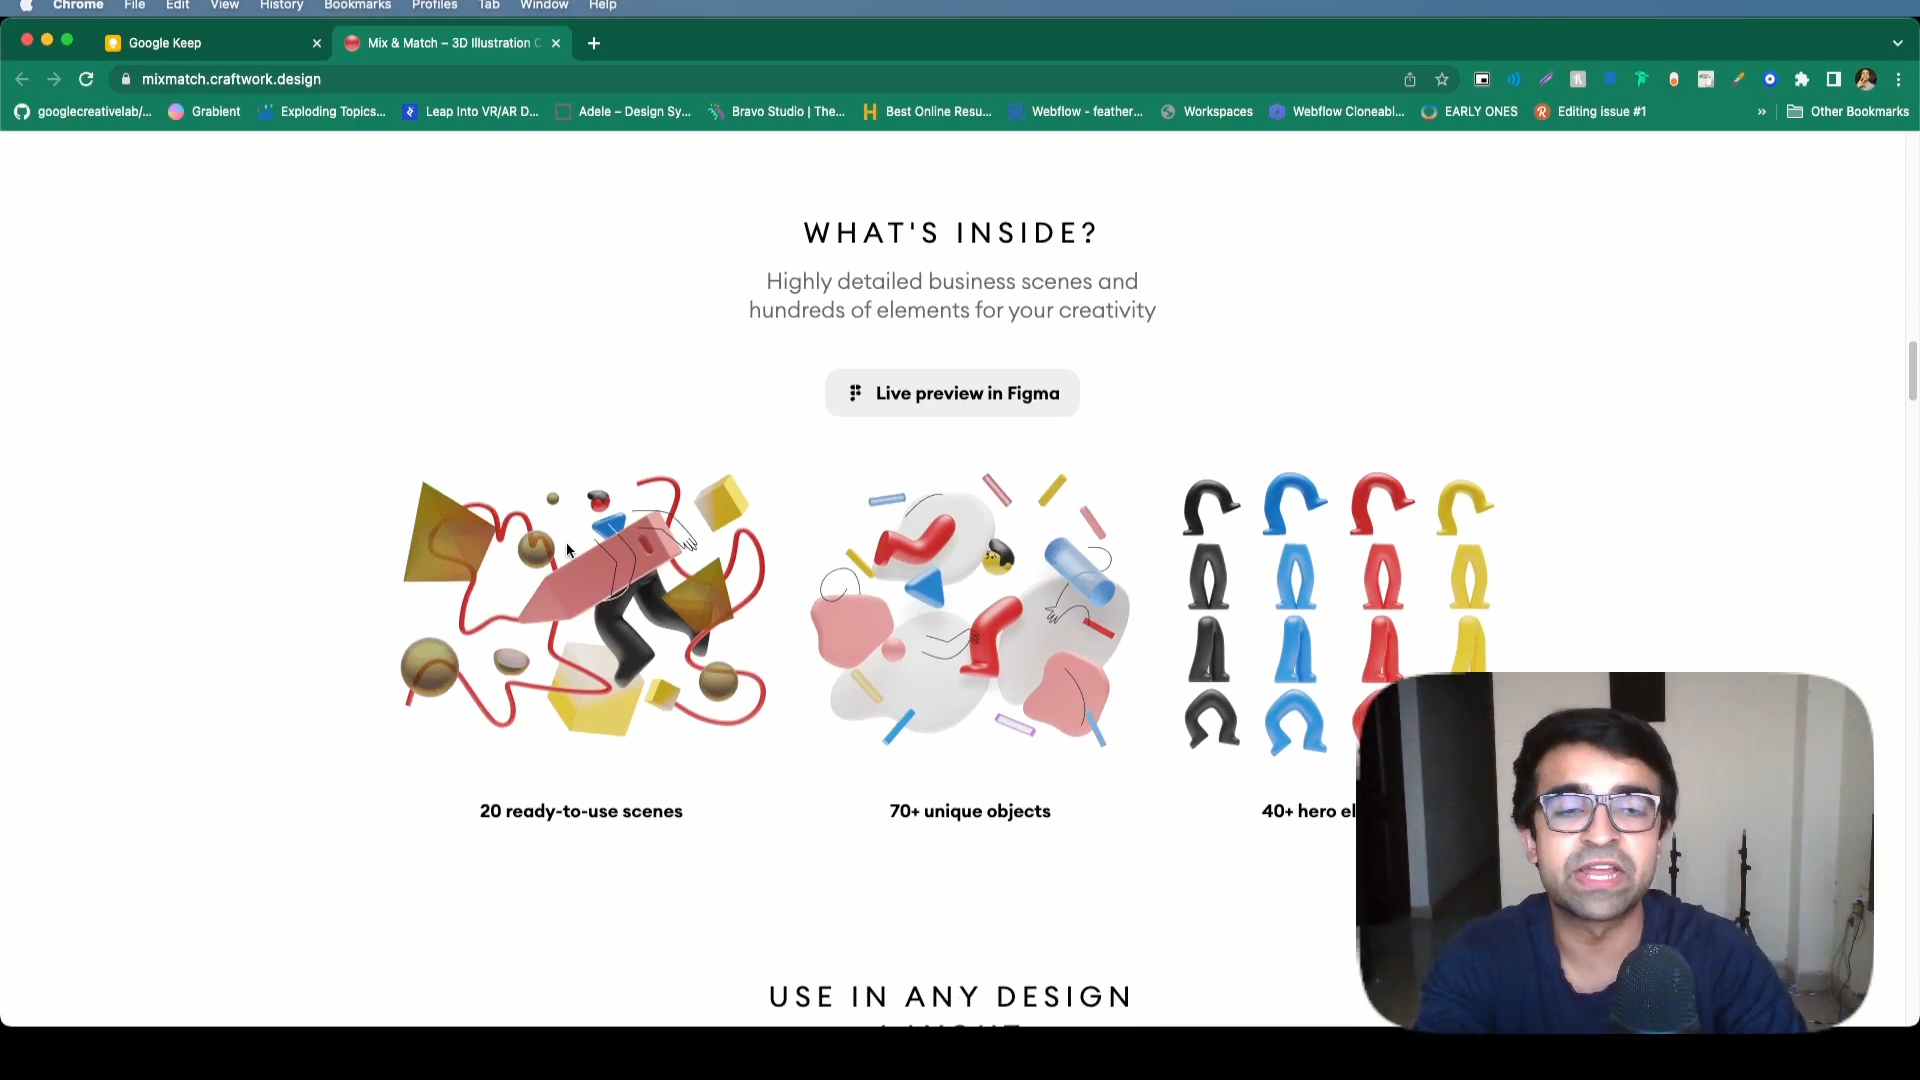 Chrome File Edit View History Bookmarks Profiles Tab Window Help
Google Keep
Mix & Match – 3D Illustration
mixmatch.craftwork.design
googlecreativelab/... Grabient Exploding Topics... Leap Into VR/AR D... Adele – Design Sy... Bravo Studio | The... Best Online Resu... Webflow - feather... Workspaces Webflow Cloneabl... EARLY ONES Editing issue #1 » Other Bookmarks
WHAT'S INSIDE?
Highly detailed business scenes and
hundreds of elements for your creativity
Live preview in Figma
20 ready-to-use scenes
70+ unique objects
40+ hero el
USE IN ANY DESIGN